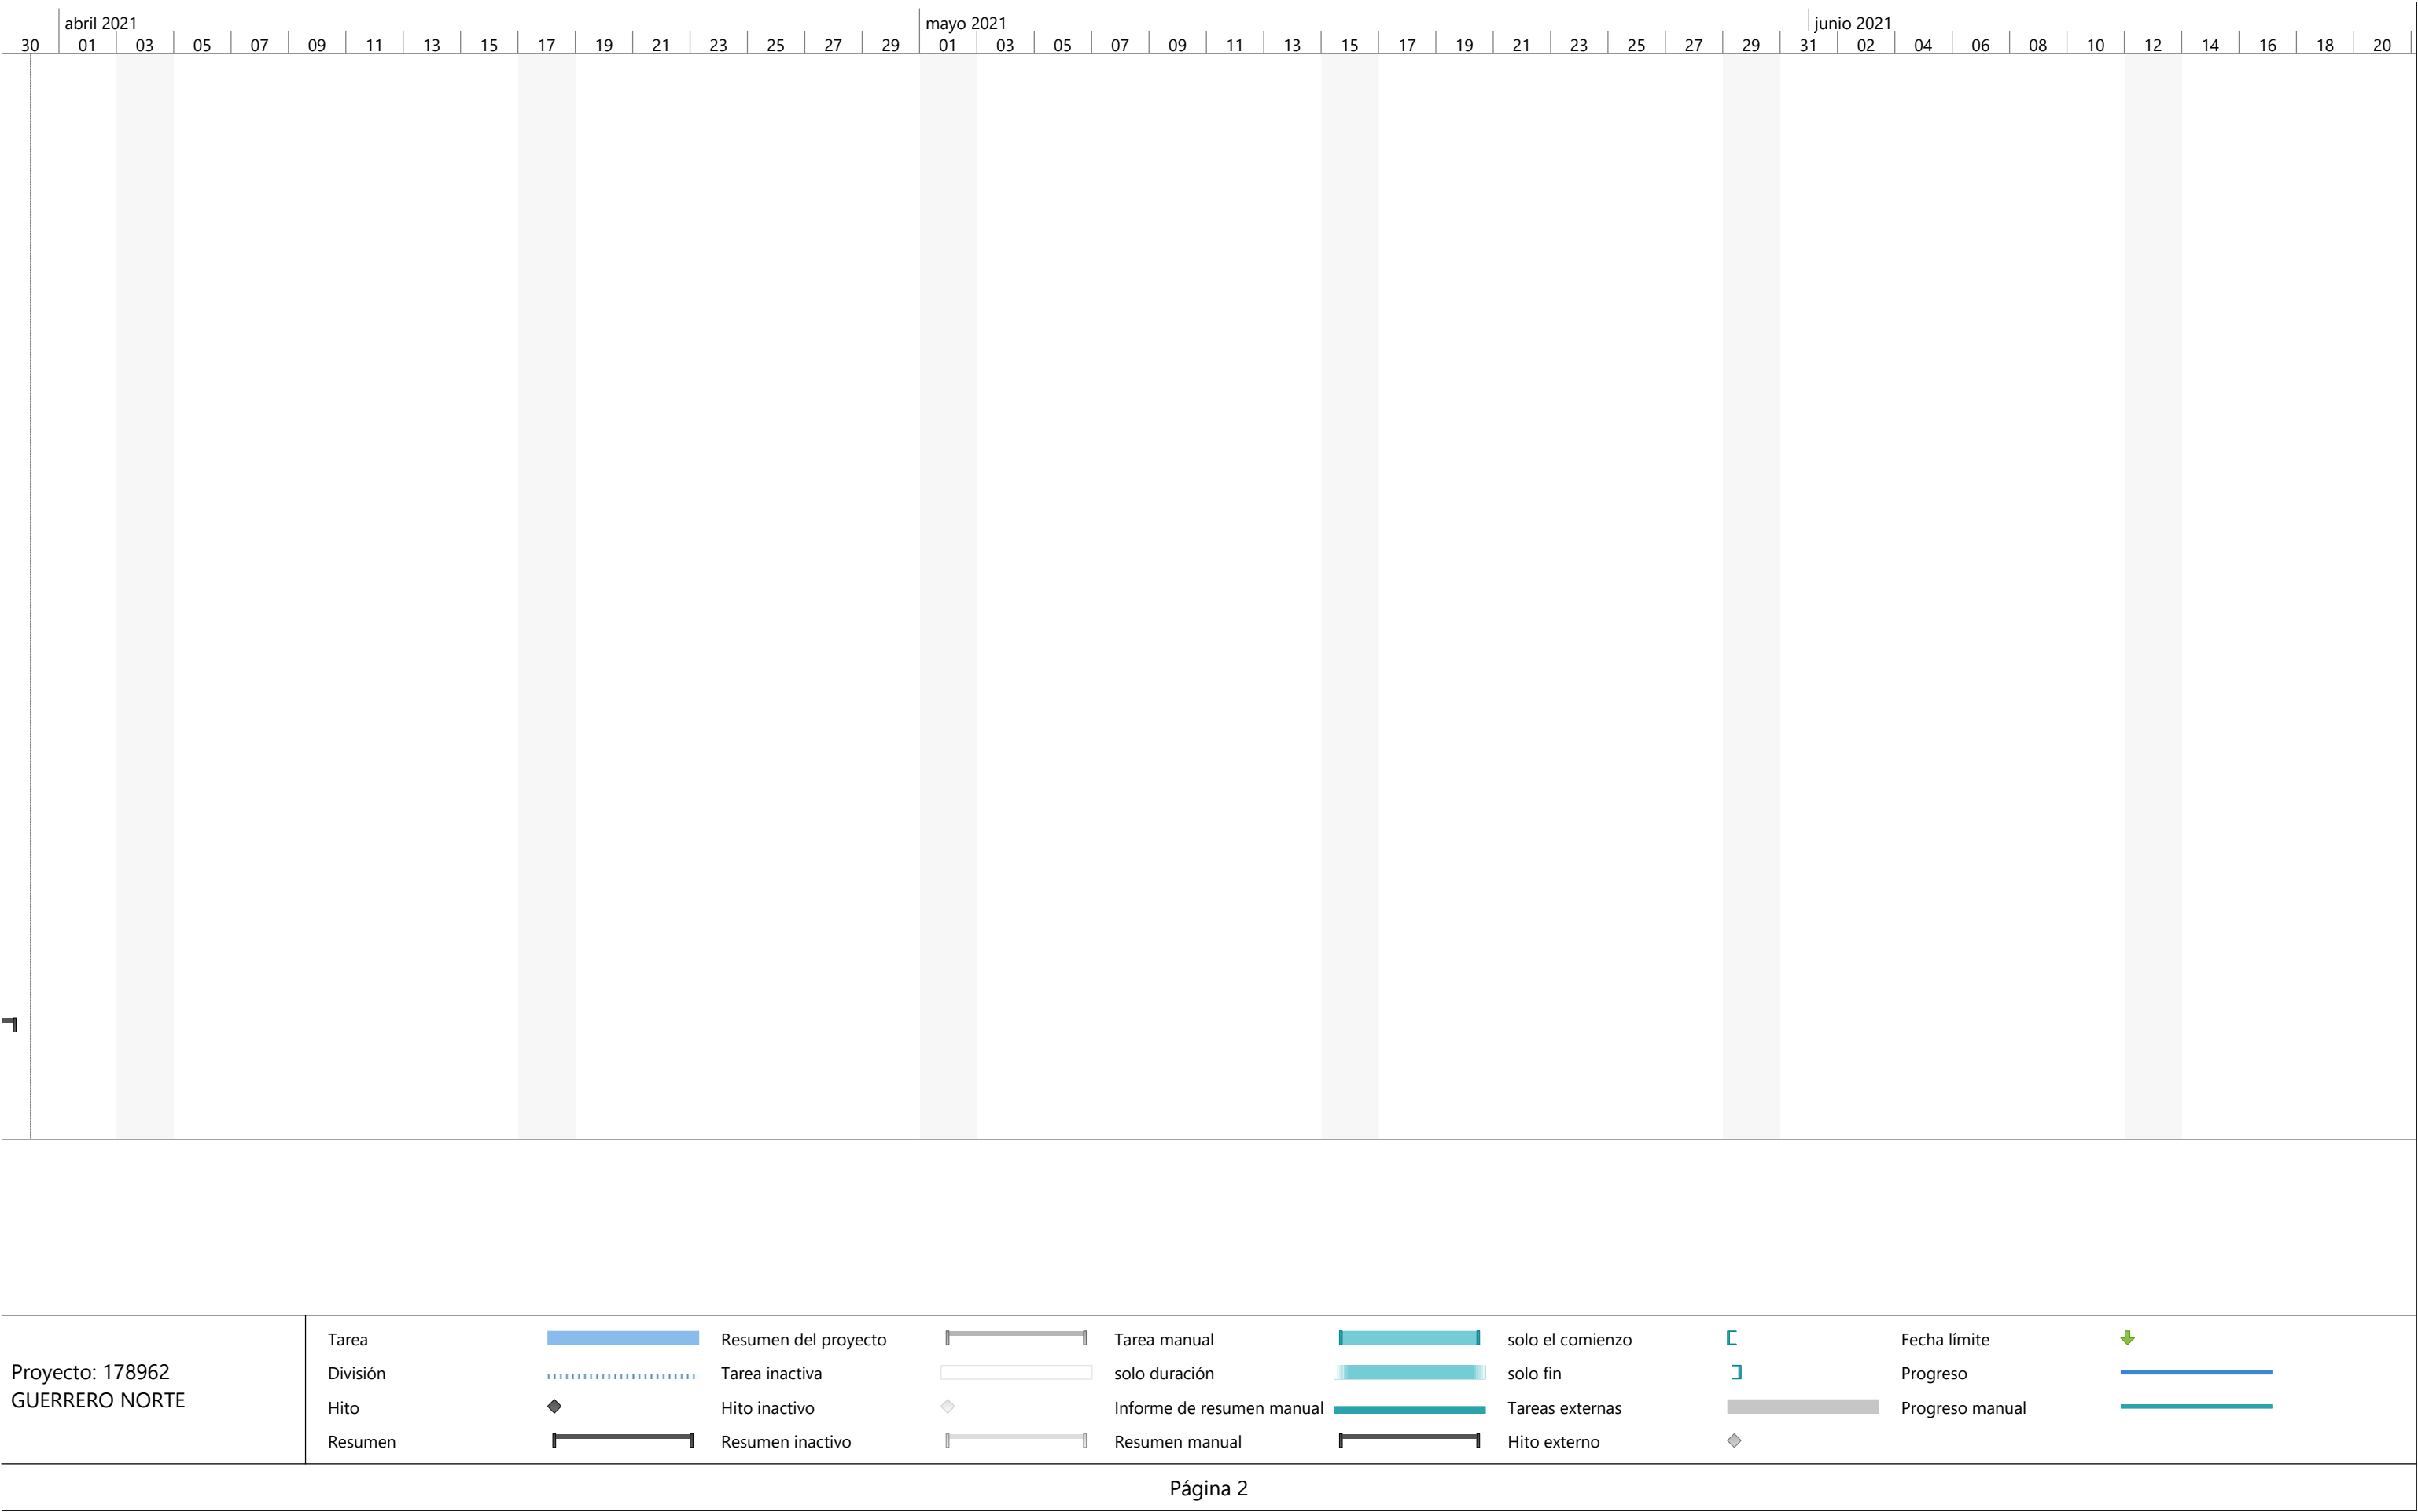 abril 2021 mayo 2021 junio 2021
30 01 03 05 07 09 11 13 15 17 19 21 23 25 27 29 01 03 05 07 09 11 13 15 17 19 21 23 25 27 29 31 02 04 06 08 10 12 14 16 18 20
Proyecto: 178962
GUERRERO NORTE
Tarea Resumen del proyecto Tarea manual solo el comienzo Fecha límite
División Tarea inactiva solo duración solo fin Progreso
Hito Hito inactivo Informe de resumen manual Tareas externas Progreso manual
Resumen Resumen inactivo Resumen manual Hito externo
Página 2